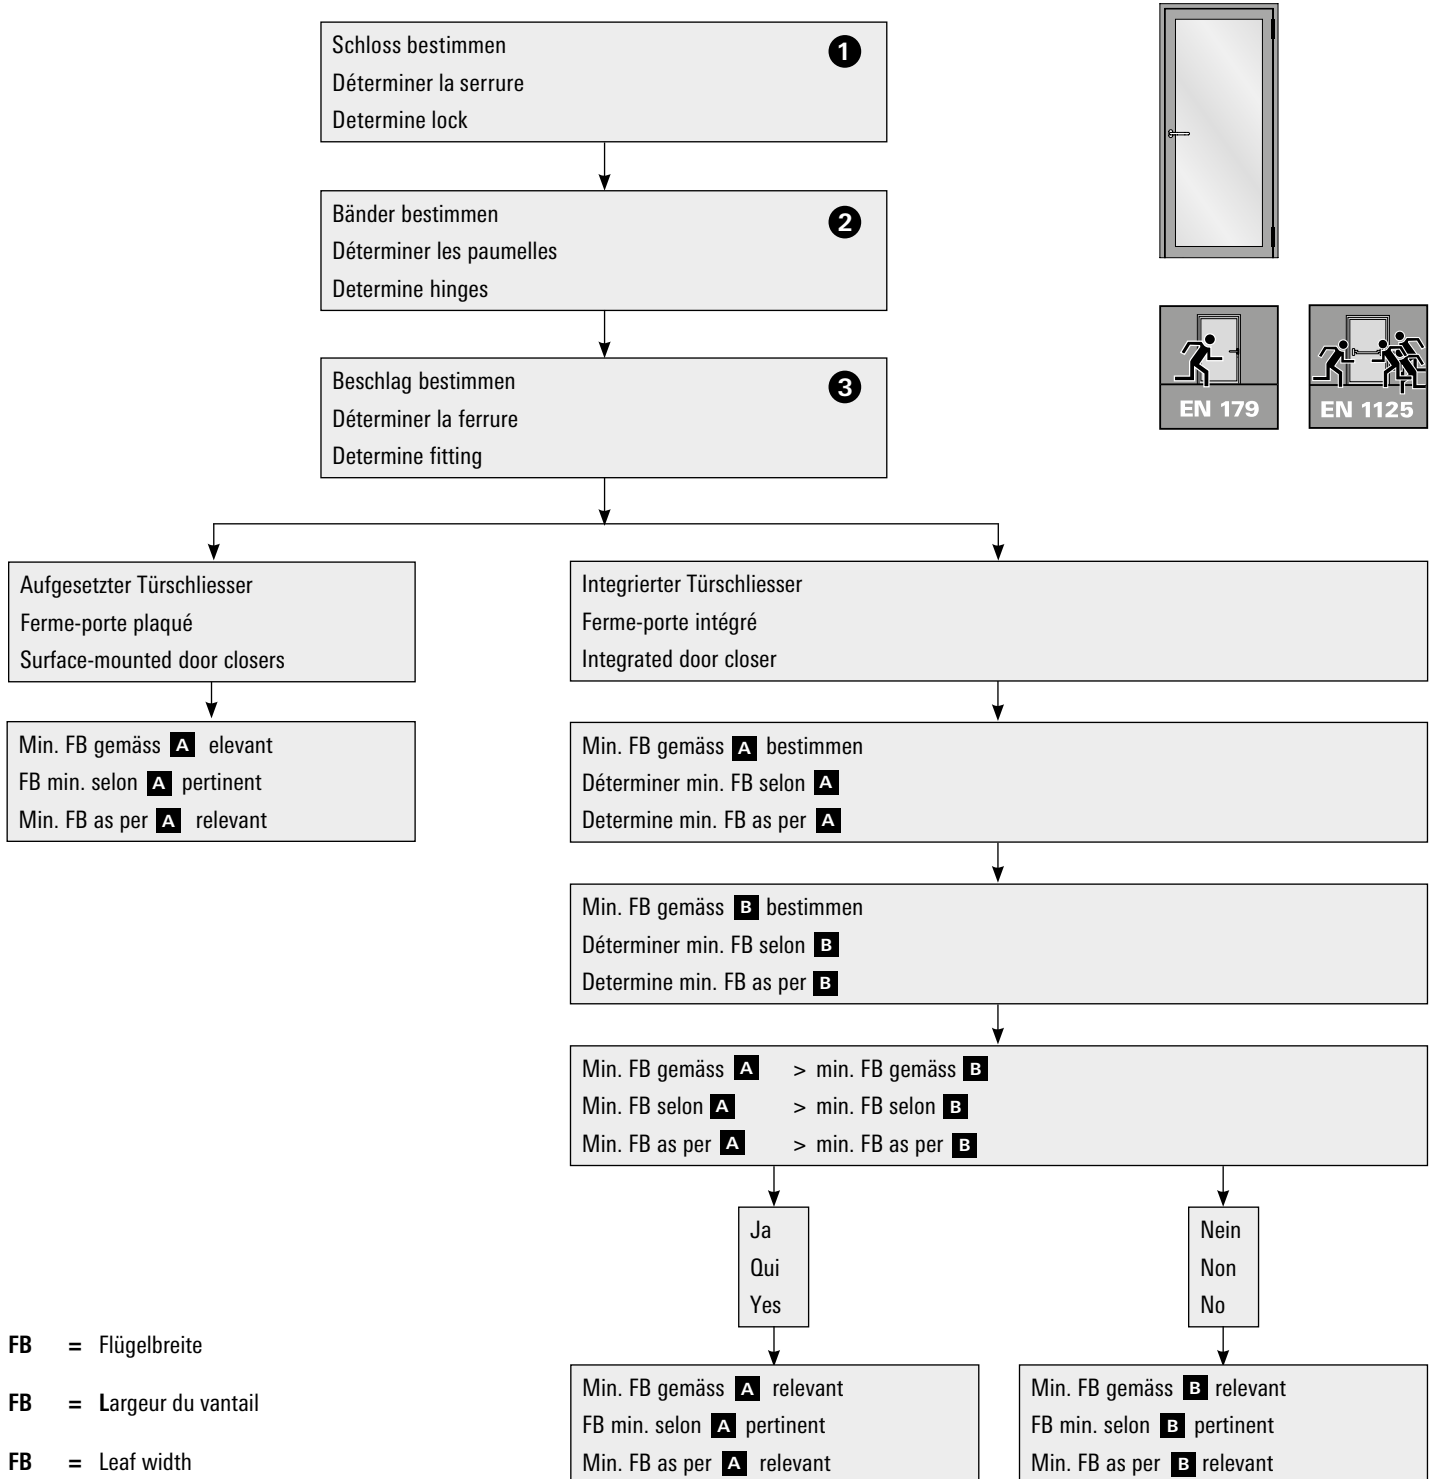 Schloss bestimmen 1
Déterminer la serrure
Determine lock
Bänder bestimmen 2
Déterminer les paumelles
Determine hinges
EN 179
EN 1125
Beschlag bestimmen 3
Déterminer la ferrure
Determine fitting
Aufgesetzter Türschliesser
Ferme-porte plaqué
Surface-mounted door closers
Integrierter Türschliesser
Ferme-porte intégré
Integrated door closer
Min. FB gemäss A elevant
FB min. selon A pertinent
Min. FB as per A relevant
Min. FB gemäss A bestimmen
Déterminer min. FB selon A
Determine min. FB as per A
Min. FB gemäss B bestimmen
Déterminer min. FB selon B
Determine min. FB as per B
Min. FB gemäss A > min. FB gemäss B
Min. FB selon A > min. FB selon B
Min. FB as per A > min. FB as per B
Ja
Qui
Yes
Nein
Non
No
FB = Flügelbreite
FB = Largeur du vantail
FB = Leaf width
Min. FB gemäss A relevant
FB min. selon A pertinent
Min. FB as per A relevant
Min. FB gemäss B relevant
FB min. selon B pertinent
Min. FB as per B relevant